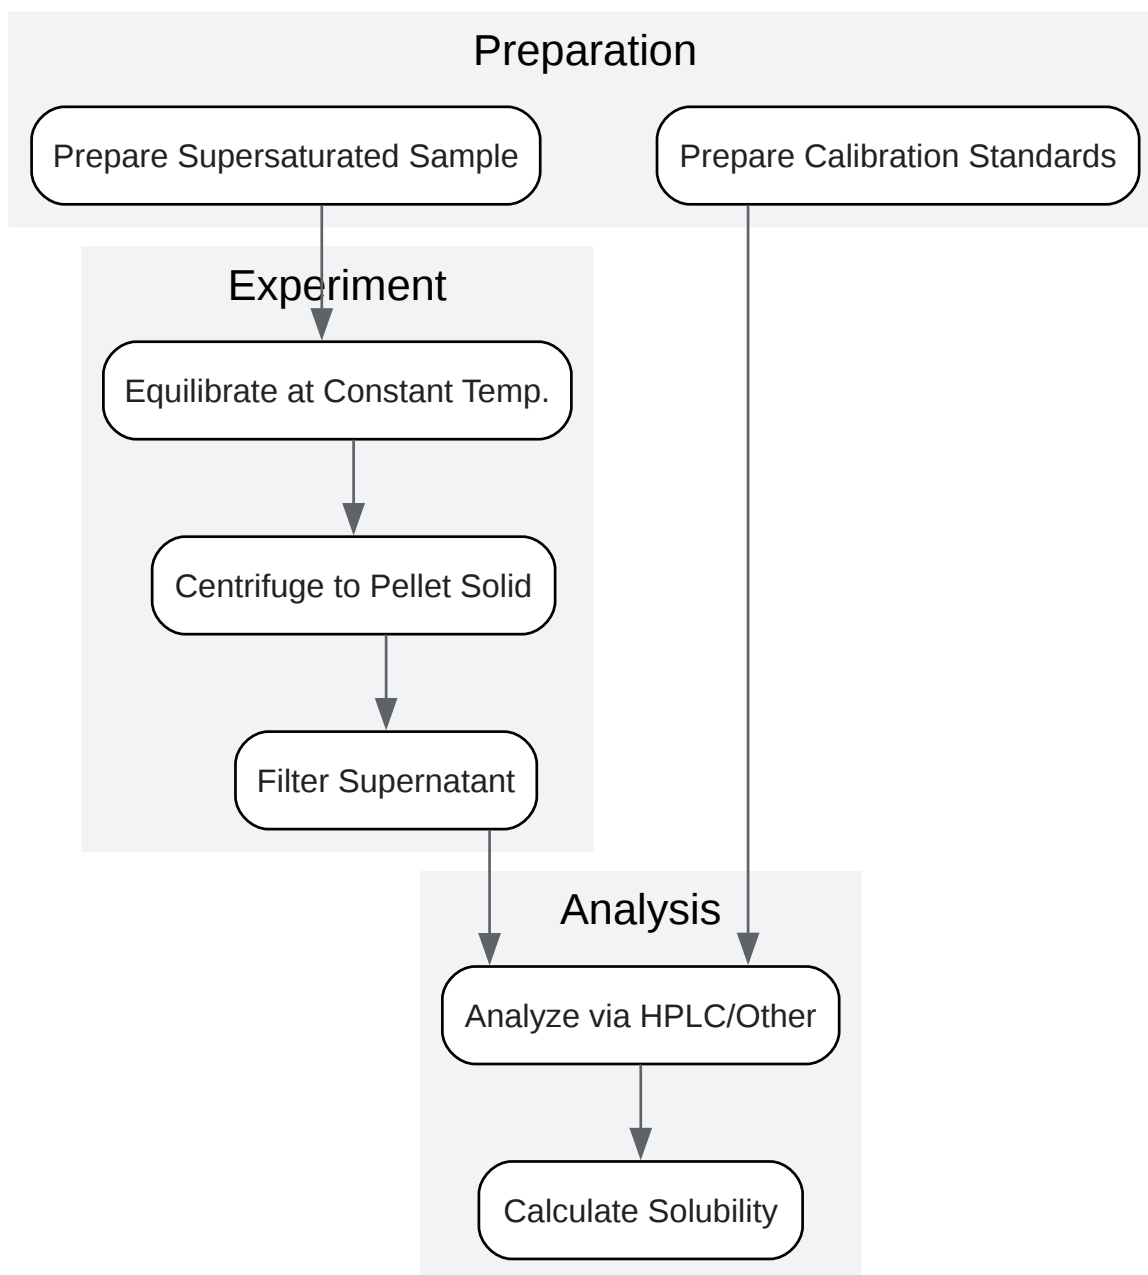 Preparation
Prepare Supersaturated Sample
Prepare Calibration Standards
Experiment
Equilibrate at Constant Temp.
Centrifuge to Pellet Solid
Filter Supernatant
Analysis
Analyze via HPLC/Other
Calculate Solubility